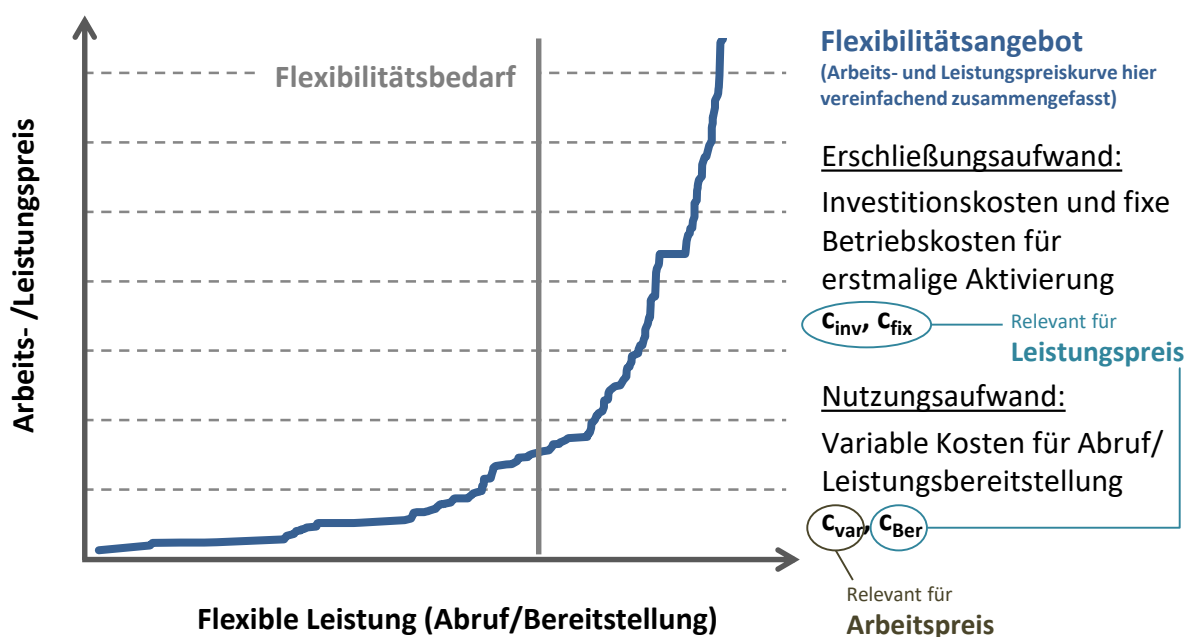 Arbeits- /Leistungspreis
Flexibilitätsbedarf
Flexible Leistung (Abruf/Bereitstellung)
Flexibilitätsangebot
(Arbeits- und Leistungspreiskurve hier
vereinfachend zusammengefasst)
Erschließungsaufwand:
Investitionskosten und fixe
Betriebskosten für
erstmalige Aktivierung
cinv, cfix
Relevant für
Leistungspreis
Nutzungsaufwand:
Variable Kosten für Abruf/
Leistungsbereitstellung
cvar, cBer
Relevant für
Arbeitspreis